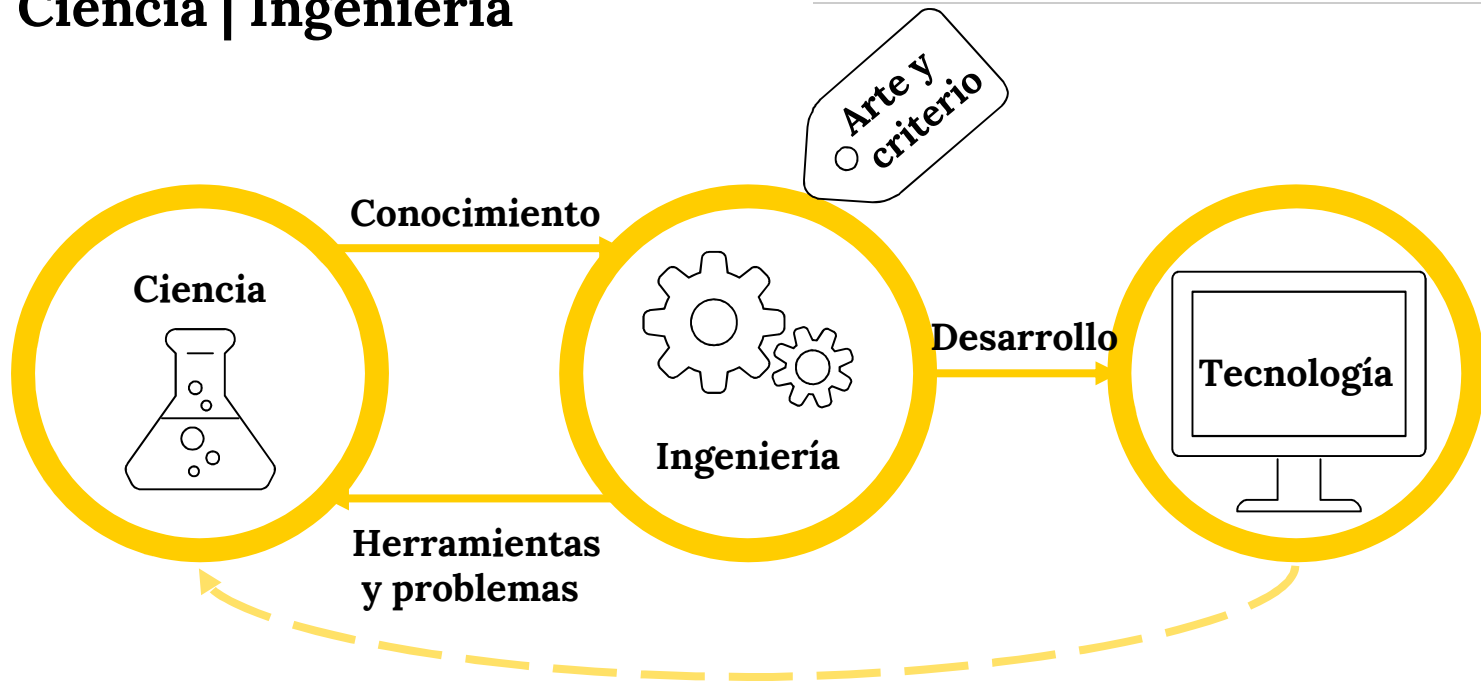 Ciencia | Ingeniería
Arte y
criterio
Conocimiento
Ciencia
Desarrollo
Tecnología
Ingeniería
Herramientas
y problemas